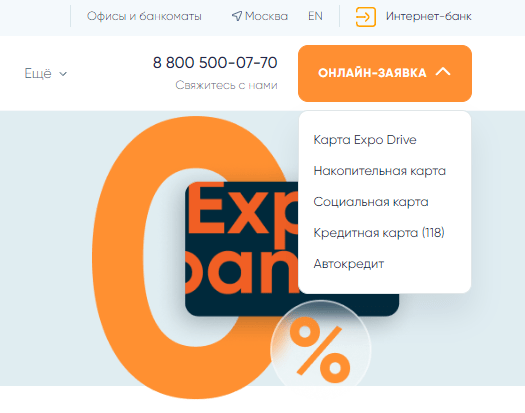 Офисы и банкоматы Москва EN Интернет-банк
Ещё 8 800 500-07-70 ОНЛАЙН-ЗАЯВКА
Свяжитесь с нами
Карта Expo Drive
Накопительная карта
Социальная карта
Кредитная карта (118)
Автокредит
0
Exp
ban
%